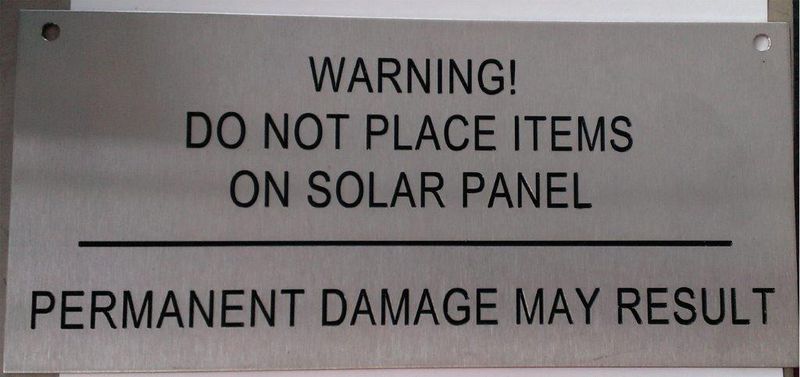 WARNING!
DO NOT PLACE ITEMS
ON SOLAR PANEL
PERMANENT DAMAGE MAY RESULT